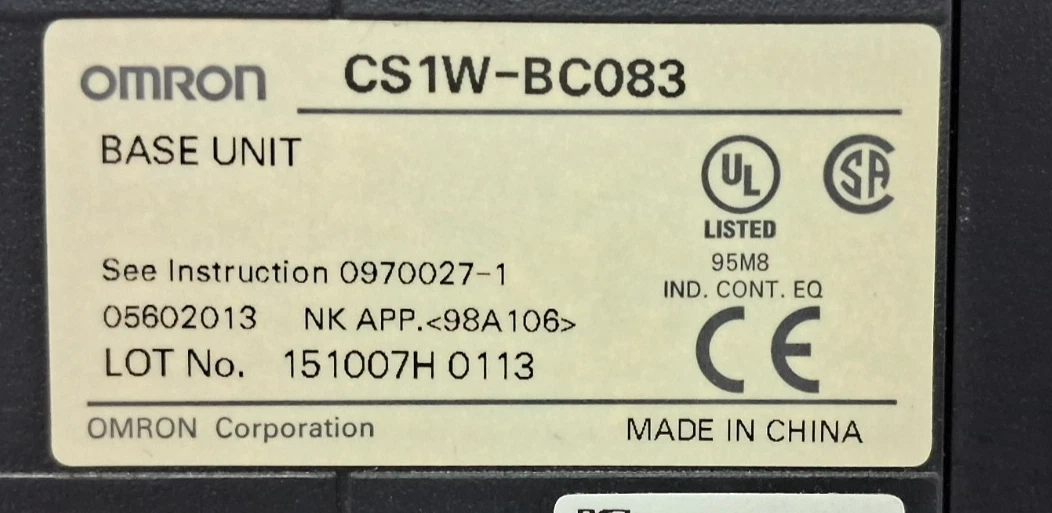 OMRON CS1W-BC083
BASE UNIT
UL
LISTED
SA
95M8
IND. CONT. EQ
CE
See Instruction 0970027-1
05602013 NK APP.<98A106>
LOT No. 151007H 0113
OMRON Corporation MADE IN CHINA